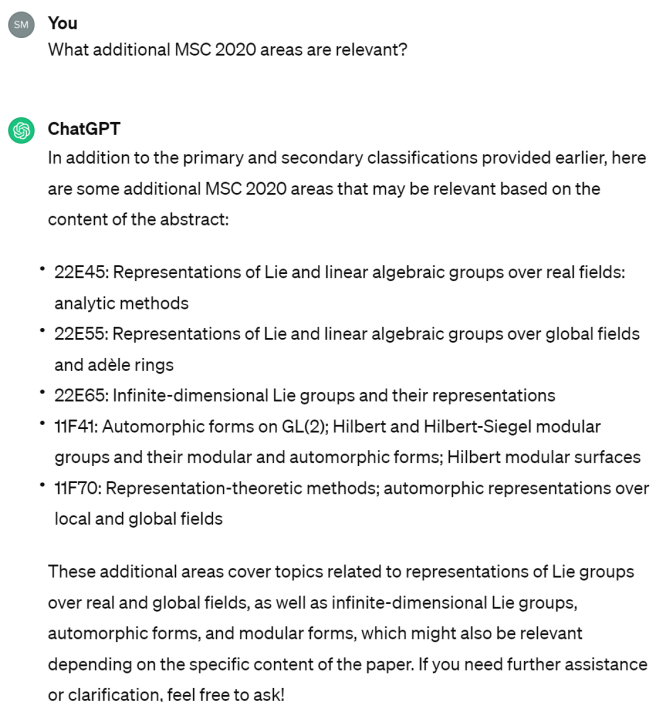 SM
You
What additional MSC 2020 areas are relevant?
ChatGPT
In addition to the primary and secondary classifications provided earlier, here
are some additional MSC 2020 areas that may be relevant based on the
content of the abstract:
• 22E45: Representations of Lie and linear algebraic groups over real fields:
analytic methods
• 22E55: Representations of Lie and linear algebraic groups over global fields
and adèle rings
• 22E65: Infinite-dimensional Lie groups and their representations
• 11F41: Automorphic forms on GL(2); Hilbert and Hilbert-Siegel modular
groups and their modular and automorphic forms; Hilbert modular surfaces
• 11F70: Representation-theoretic methods; automorphic representations over
local and global fields
These additional areas cover topics related to representations of Lie groups
over real and global fields, as well as infinite-dimensional Lie groups,
automorphic forms, and modular forms, which might also be relevant
depending on the specific content of the paper. If you need further assistance
or clarification, feel free to ask!